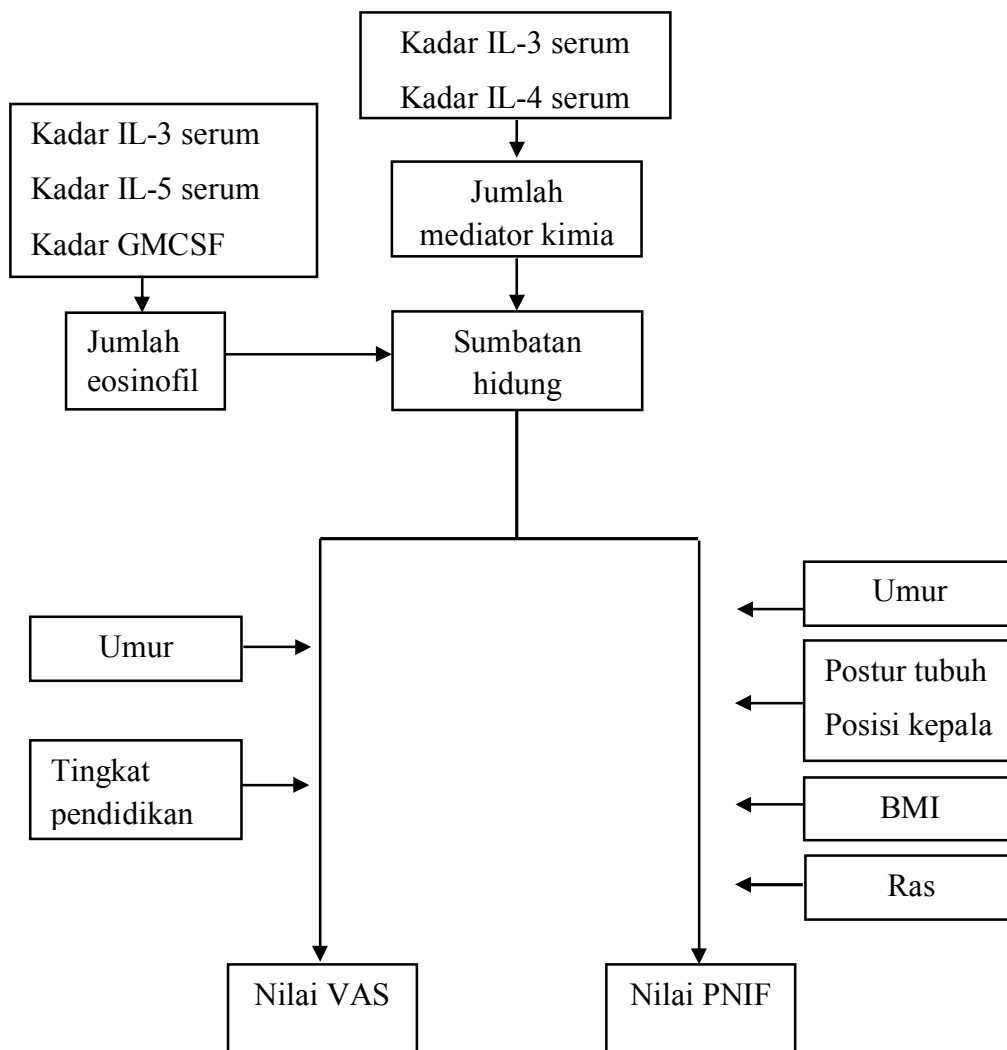 Kadar IL-3 serum
Kadar IL-4 serum
Kadar IL-3 serum
Kadar IL-5 serum
Kadar GMCSF
Jumlah
mediator kimia
Jumlah
eosinofil
Sumbatan
hidung
Umur
Tingkat
pendidikan
Umur
Postur tubuh
Posisi kepala
BMI
Ras
Nilai VAS
Nilai PNIF